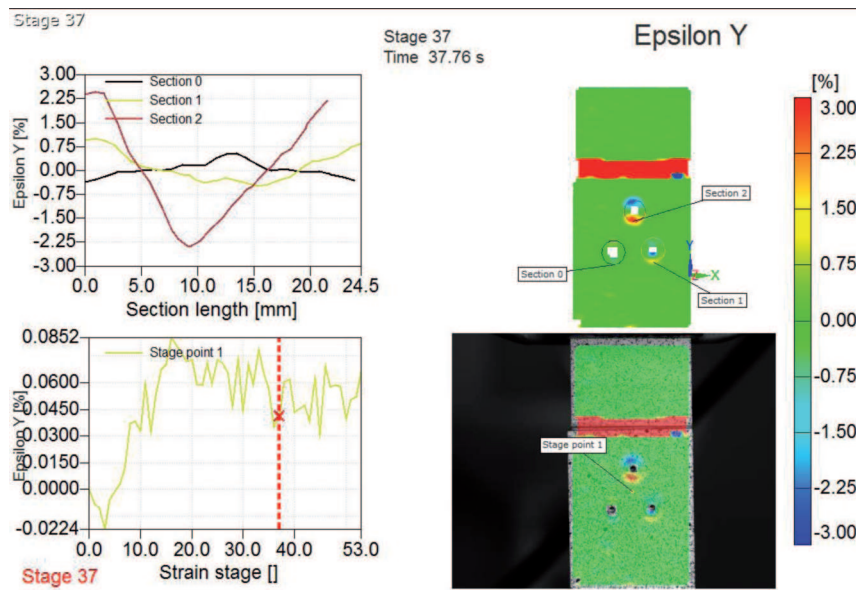 Stage 37
Stage 37
Time 37.76 s
Epsilon Y
3.00
2.25
1.50
0.75
0.00
-0.75
-1.50
-2.25
-3.00
Epsilon Y [%]
Section 0
Section 1
Section 2
0.0
5.0
10.0
15.0
20.0
24.5
Section length [mm]
0.0852
0.0600
0.0450
0.0300
0.0150
0.0000
-0.0224
Epsilon Y [%]
Stage point 1
0.0
10.0
20.0
30.0
40.0
53.0
Strain stage []
Stage 37
Section 2
Section 0
Section 1
Y
Z
X
Stage point 1
[%]
3.00
2.25
1.50
0.75
0.00
-0.75
-1.50
-2.25
-3.00